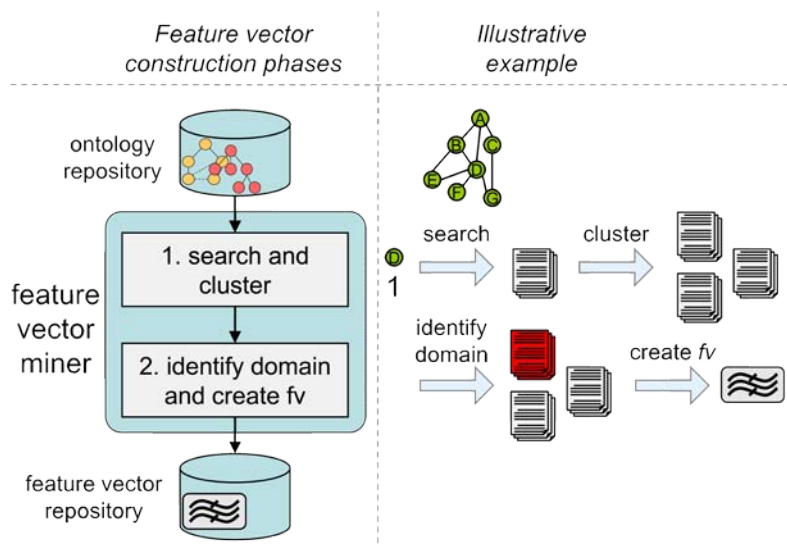 Feature vector
construction phases
Illustrative
example
ontology
repository
feature
vector
miner
1. search and
cluster
2. identify domain
and create fv
feature vector
repository
A
B
C
D
E
F
G
D
1
search
cluster
identify
domain
create fv